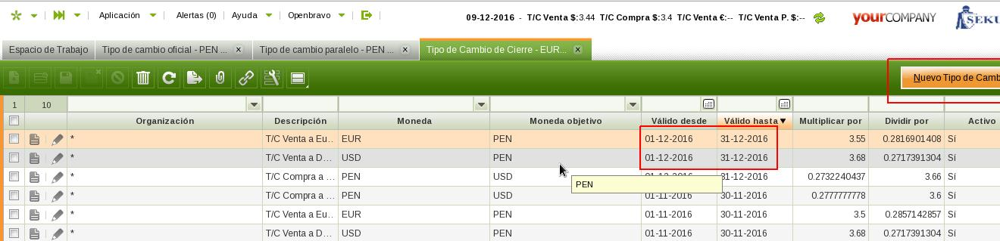 Aplicación Alertas (0) Ayuda Openbravo 09-12-2016 - T/C Venta $:3.44 T/C Compra $:3.4 T/C Venta €:-- T/C Venta P. $:-- yourCOMPANY SEKU
Espacio de Trabajo Tipo de cambio oficial - PEN ... Tipo de cambio paralelo - PEN ... Tipo de Cambio de Cierre - EUR...
Nuevo Tipo de Camb
1 10
Organización Descripción Moneda Moneda objetivo Válido desde Válido hasta Multiplicar por Dividir por Activo
* T/C Venta a Eu.. EUR PEN 01-12-2016 31-12-2016 3.55 0.2816901408 Sí
* T/C Venta a D... USD PEN 01-12-2016 31-12-2016 3.68 0.2717391304 Sí
* T/C Compra a ... PEN USD 01-12-2016 31-12-2016 0.2732240437 3.66 Sí
PEN
* T/C Compra a ... PEN USD 01-11-2016 30-11-2016 0.2777777778 3.6 Sí
* T/C Venta a Eu.. EUR PEN 01-11-2016 30-11-2016 3.5 0.2857142857 Sí
* T/C Venta a D... USD PEN 01-11-2016 30-11-2016 3.68 0.2717391304 Sí